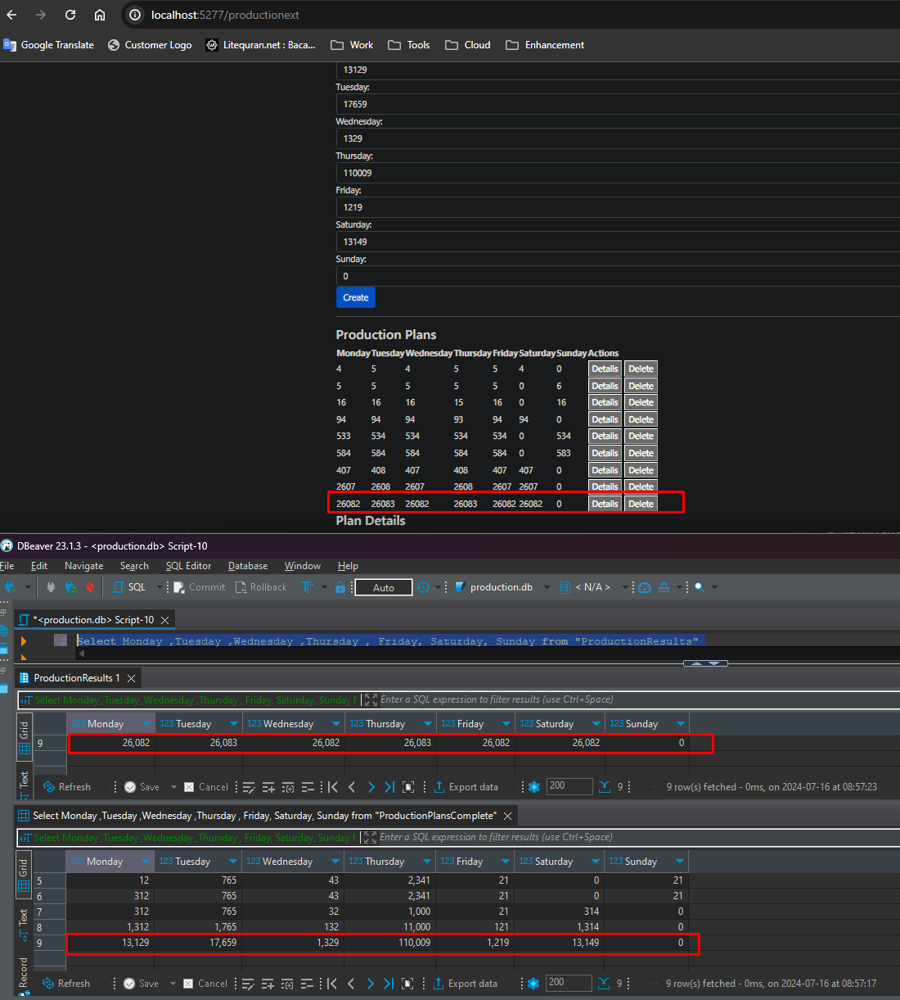 localhost:5277/productionext
Google Translate Customer Logo Litequran.net : Baca... Work Tools Cloud Enhancement
13129
Tuesday:
17659
Wednesday:
1329
Thursday:
110009
Friday:
1219
Saturday:
13149
Sunday:
0
Create
Production Plans
Monday Tuesday Wednesday Thursday Friday Saturday Sunday Actions
4 5 4 5 5 4 0 Details Delete
5 5 5 5 5 0 6 Details Delete
16 16 16 15 16 0 16 Details Delete
94 94 94 93 94 94 0 Details Delete
533 534 534 534 534 0 534 Details Delete
584 584 584 584 584 0 583 Details Delete
407 408 407 408 407 407 0 Details Delete
2607 2608 2607 2608 2607 2607 0 Details Delete
26082 26083 26082 26083 26082 26082 0 Details Delete
Plan Details
DBeaver 23.1.3 - <production.db> Script-10
File Edit Navigate Search SQL Editor Database Window Help
SQL Commit Rollback Auto production.db < N/A >
*<production.db> Script-10
2 Select Monday ,Tuesday ,Wednesday ,Thursday , Friday, Saturday, Sunday from "ProductionResults"
ProductionResults 1
Select Monday ,Tuesday ,Wednesday ,Thursday , Friday, Saturday, Sunday f Enter a SQL expression to filter results (use Ctrl+Space)
Grid
123 Monday 123 Tuesday 123 Wednesday 123 Thursday 123 Friday 123 Saturday 123 Sunday
9 26,082 26,083 26,082 26,083 26,082 26,082 0
Text
Refresh Save Cancel Export data 200 9 9 row(s) fetched - 0ms, on 2024-07-16 at 08:57:23
Select Monday ,Tuesday ,Wednesday ,Thursday , Friday, Saturday, Sunday from "ProductionPlansComplete"
Select Monday ,Tuesday ,Wednesday ,Thursday , Friday, Saturday, Sunday f Enter a SQL expression to filter results (use Ctrl+Space)
Grid
123 Monday 123 Tuesday 123 Wednesday 123 Thursday 123 Friday 123 Saturday 123 Sunday
5 12 765 43 2,341 21 0 21
6 312 765 43 2,341 21 0 21
7 312 765 32 1,000 21 314 0
Text
8 1,312 1,765 132 11,000 121 1,314 0
9 13,129 17,659 1,329 110,009 1,219 13,149 0
Record
Refresh Save Cancel Export data 200 9 9 row(s) fetched - 0ms, on 2024-07-16 at 08:57:17